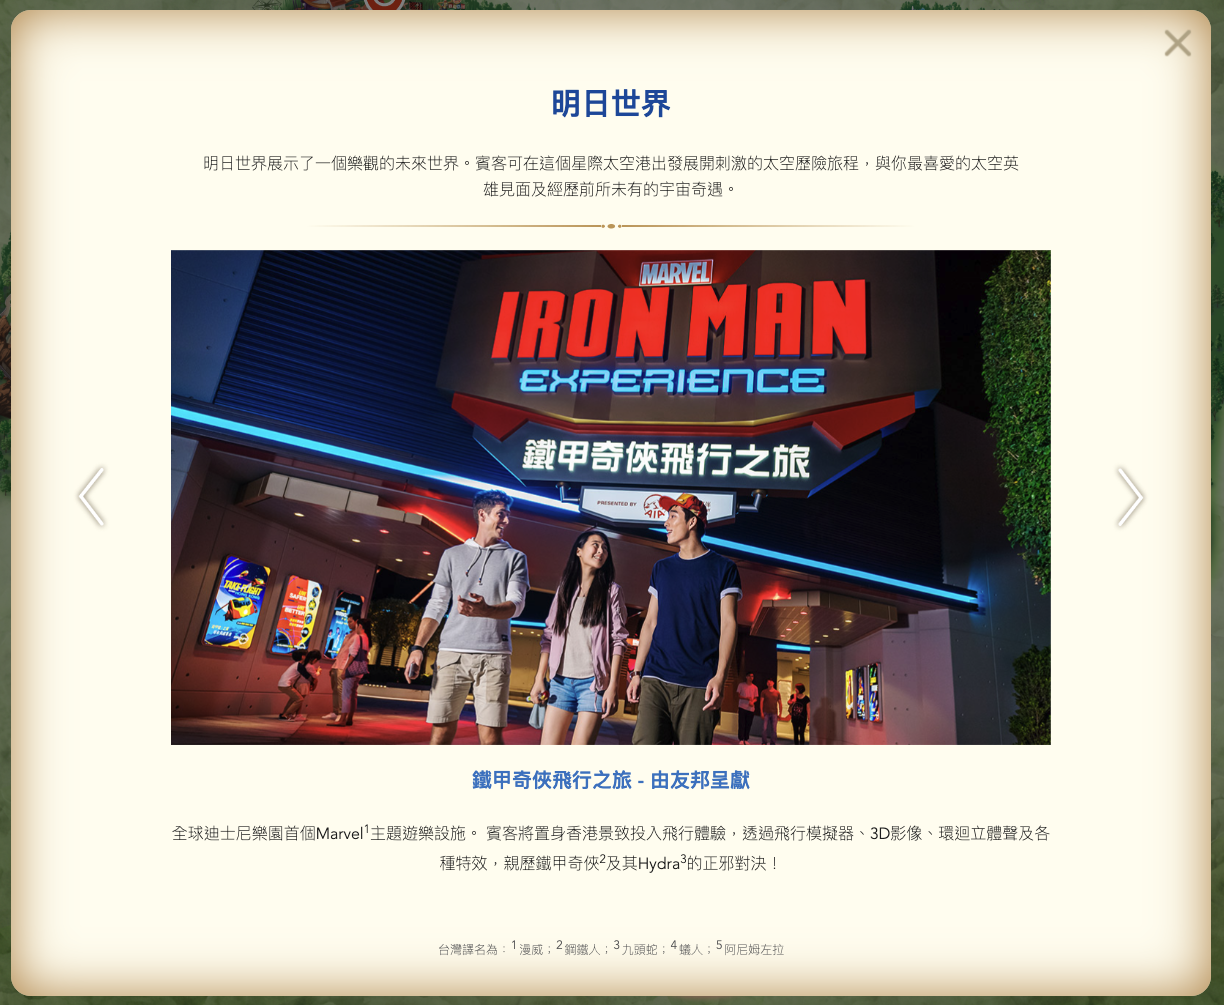 明日世界
明日世界展示了一個樂觀的未來世界。賓客可在這個星際太空港出發展開刺激的太空歷險旅程，與你最喜愛的太空英
雄見面及經歷前所未有的宇宙奇遇。
MARVEL
IRON MAN
EXPERIENCE
鐵甲奇俠飛行之旅
PRESENTED BY AIA
TAKE FLIGHT
鐵甲奇俠飛行之旅 - 由友邦呈獻
全球迪士尼樂園首個Marvel¹主題遊樂設施。 賓客將置身香港景致投入飛行體驗，透過飛行模擬器、3D影像、環迴立體聲及各
種特效，親歷鐵甲奇俠²及其Hydra³的正邪對決！
台灣譯名為：¹漫威；²鋼鐵人；³九頭蛇；⁴蟻人；⁵阿尼姆左拉